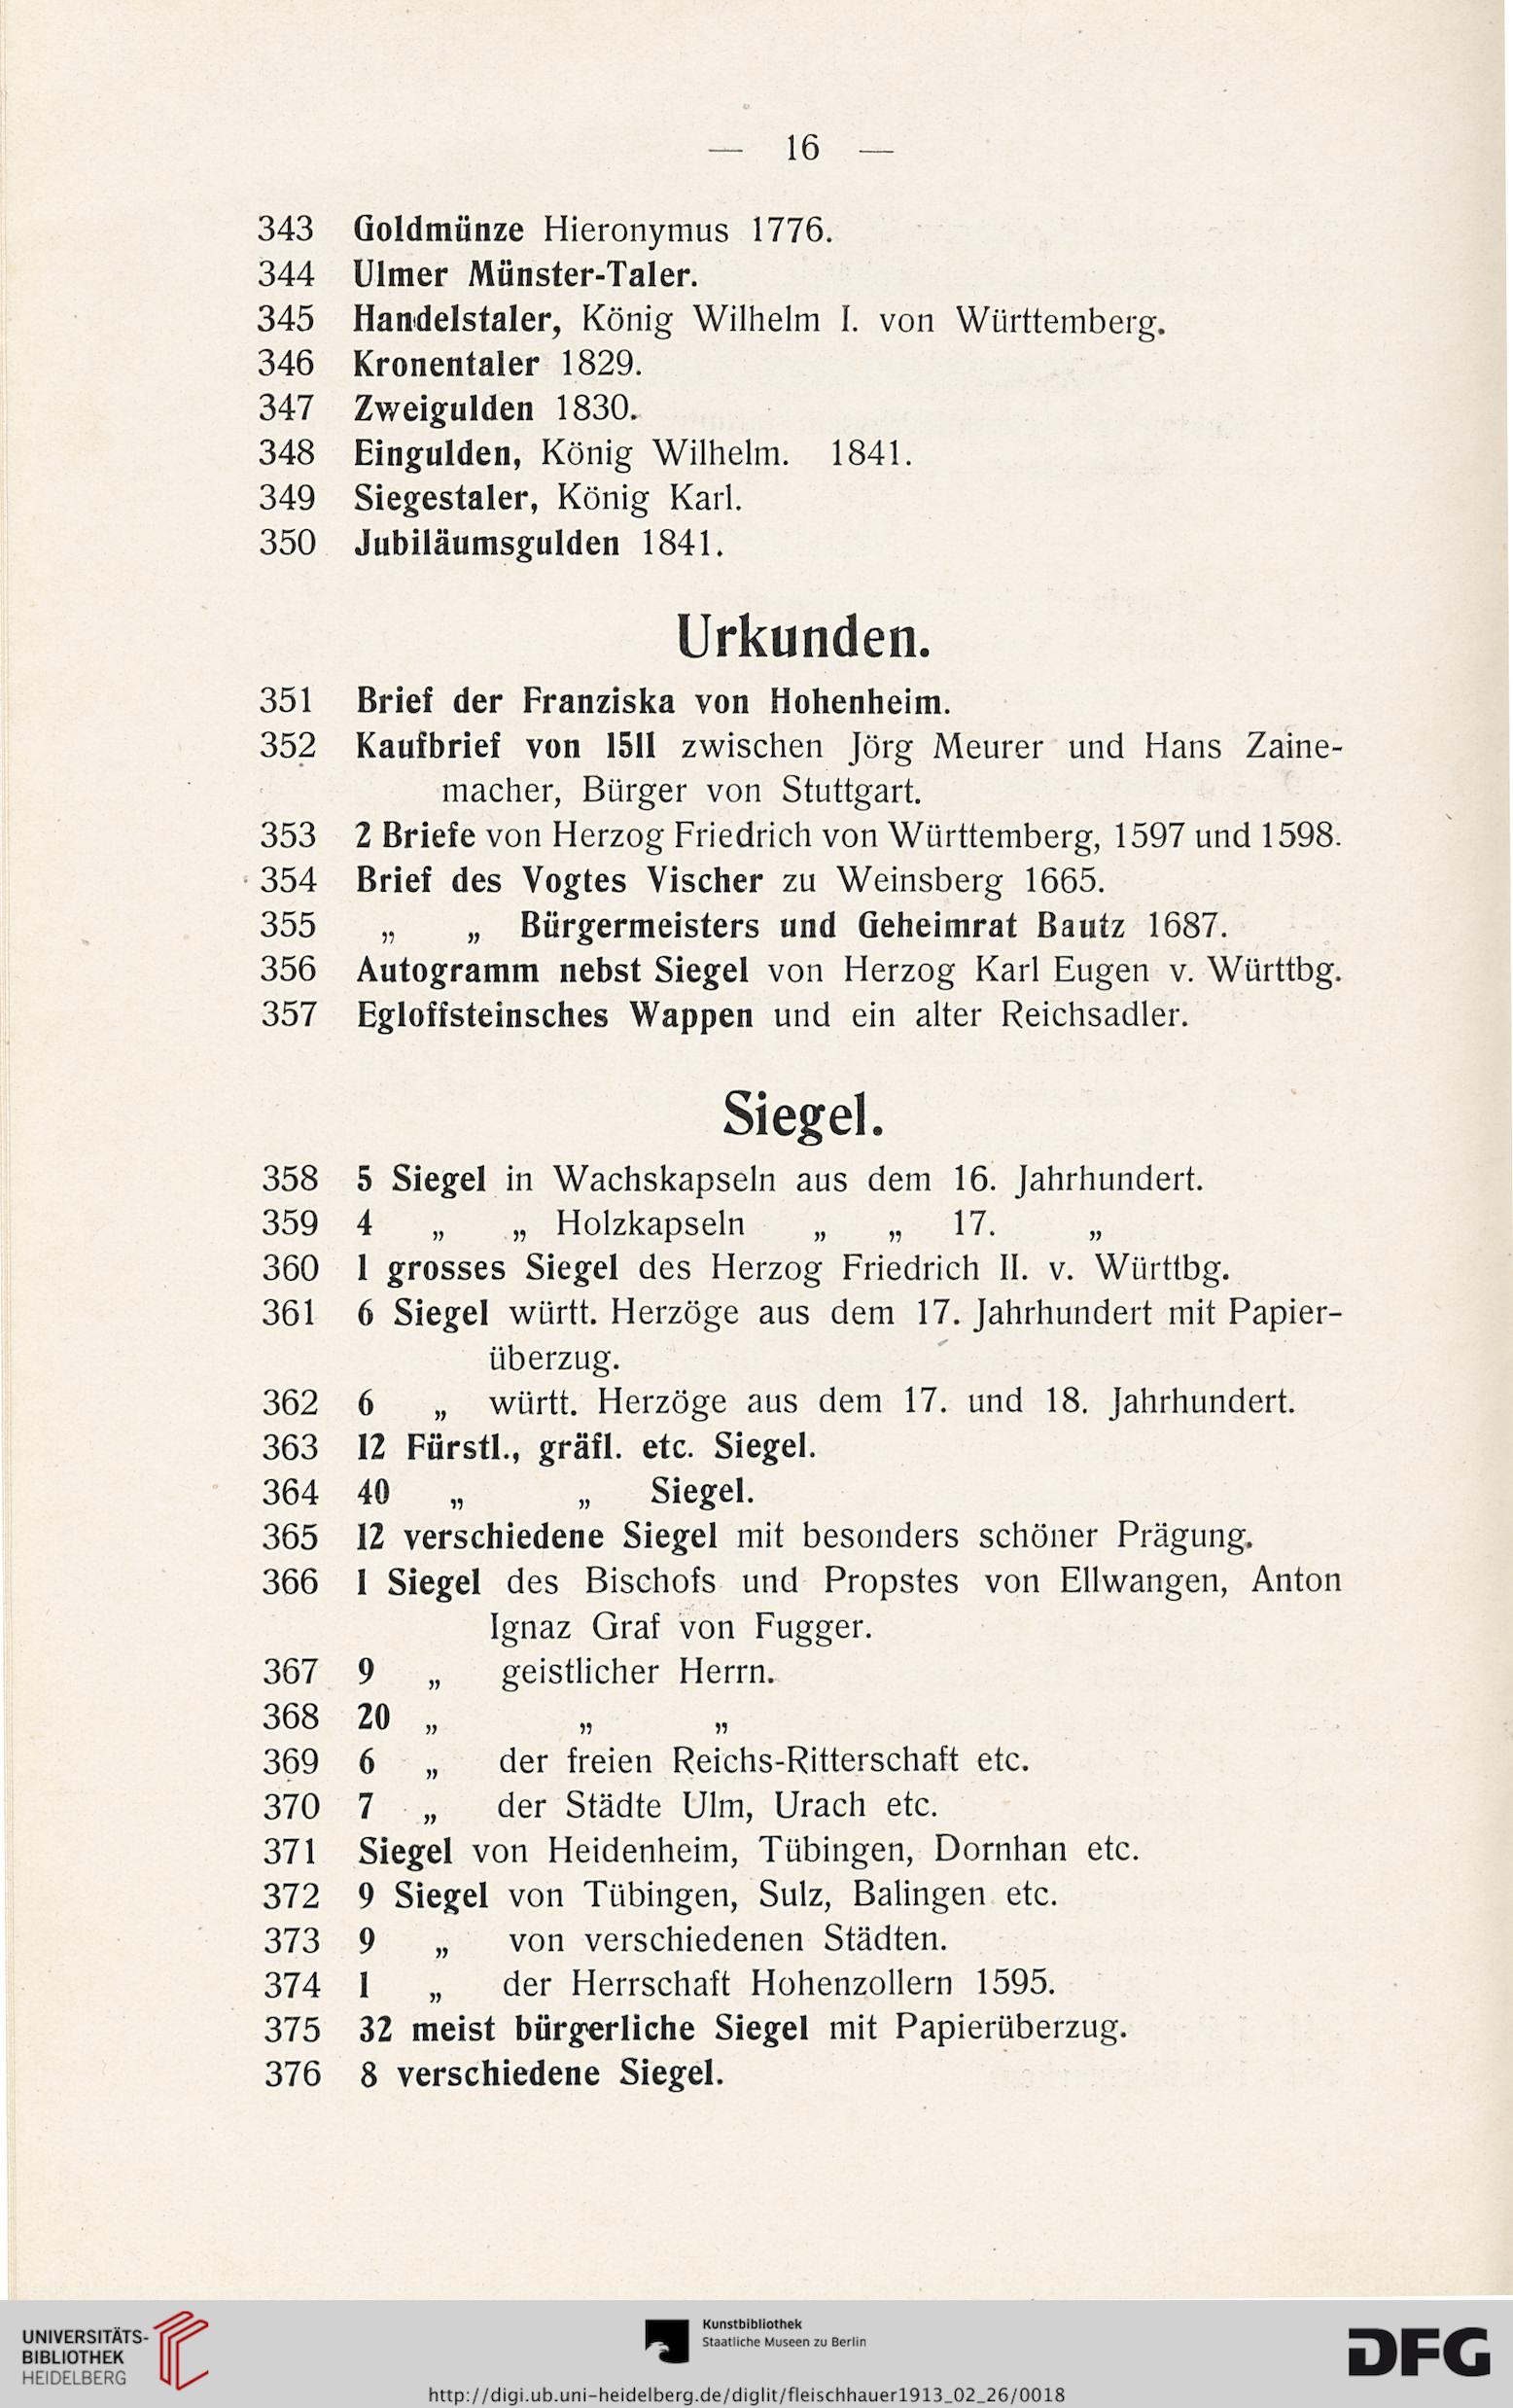 — 16 —
343 Goldmünze Hieronymus 1776.
344 Ulmer Münster-Taler.
345 Handelstaler, König Wilhelm I. von Württemberg.
346 Kronentaler 1829.
347 Zweigulden 1830.
348 Eingulden, König Wilhelm. 1841.
349 Siegestaler, König Karl.
350 Jubiläumsgulden 1841.
Urkunden.
351 Brief der Franziska von Hohenheim.
352 Kaufbrief von 1511 zwischen Jörg Meurer und Hans Zaine-
macher, Bürger von Stuttgart.
353 2 Briefe von Herzog Friedrich von Württemberg, 1597 und 1598.
354 Brief des Vogtes Vischer zu Weinsberg 1665.
355 „ „ Bürgermeisters und Geheimrat Bautz 1687.
356 Autogramm nebst Siegel von Herzog Karl Eugen v. Württbg.
357 Egloffsteinsches Wappen und ein alter Reichsadler.
Siegel.
358 5 Siegel in Wachskapseln aus dem 16. Jahrhundert.
359 4 „ „ Holzkapseln „ „ 17. „
360 1 grosses Siegel des Herzog Friedrich II. v. Württbg.
361 6 Siegel württ. Herzöge aus dem 17. Jahrhundert mit Papier-
überzug.
362 6 „ württ. Herzöge aus dem 17. und 18. Jahrhundert.
363 12 Fürstl., gräfl. etc. Siegel.
364 40 „ „ Siegel.
365 12 verschiedene Siegel mit besonders schöner Prägung.
366 1 Siegel des Bischofs und Propstes von Ellwangen, Anton
Ignaz Graf von Fugger.
367 9 „ geistlicher Herrn.
368 20 „ „ „
369 6 „ der freien Reichs-Ritterschaft etc.
370 7 „ der Städte Ulm, Urach etc.
371 Siegel von Heidenheim, Tübingen, Dornhan etc.
372 9 Siegel von Tübingen, Sulz, Balingen etc.
373 9 „ von verschiedenen Städten.
374 1 „ der Herrschaft Hohenzollern 1595.
375 32 meist bürgerliche Siegel mit Papierüberzug.
376 8 verschiedene Siegel.
UNIVERSITÄTS-
BIBLIOTHEK
HEIDELBERG
Kunstbibliothek
Staatliche Museen zu Berlin
DFG
http://digi.ub.uni-heidelberg.de/diglit/fleischhauer1913_02_26/0018